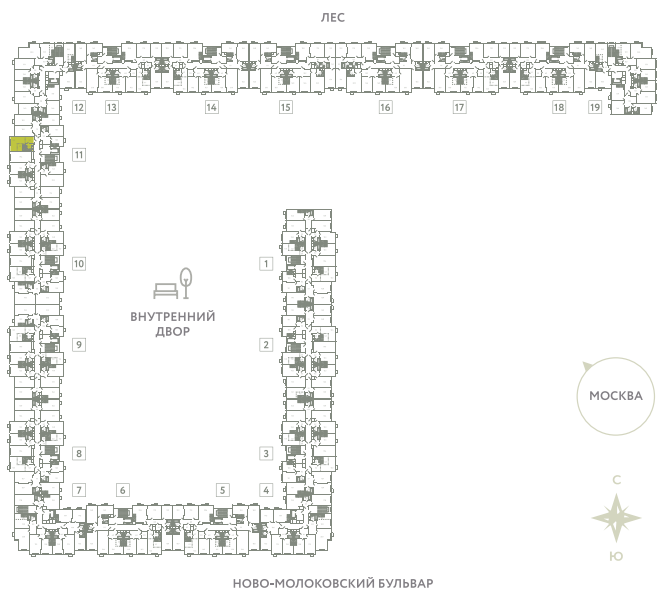 ЛЕС
12 13 14 15 16 17 18 19
11
10 1
ВНУТРЕННИЙ
ДВОР
9 2
МОСКВА
8 3
7 6 5 4
С
Ю
НОВО-МОЛОКОВСКИЙ БУЛЬВАР